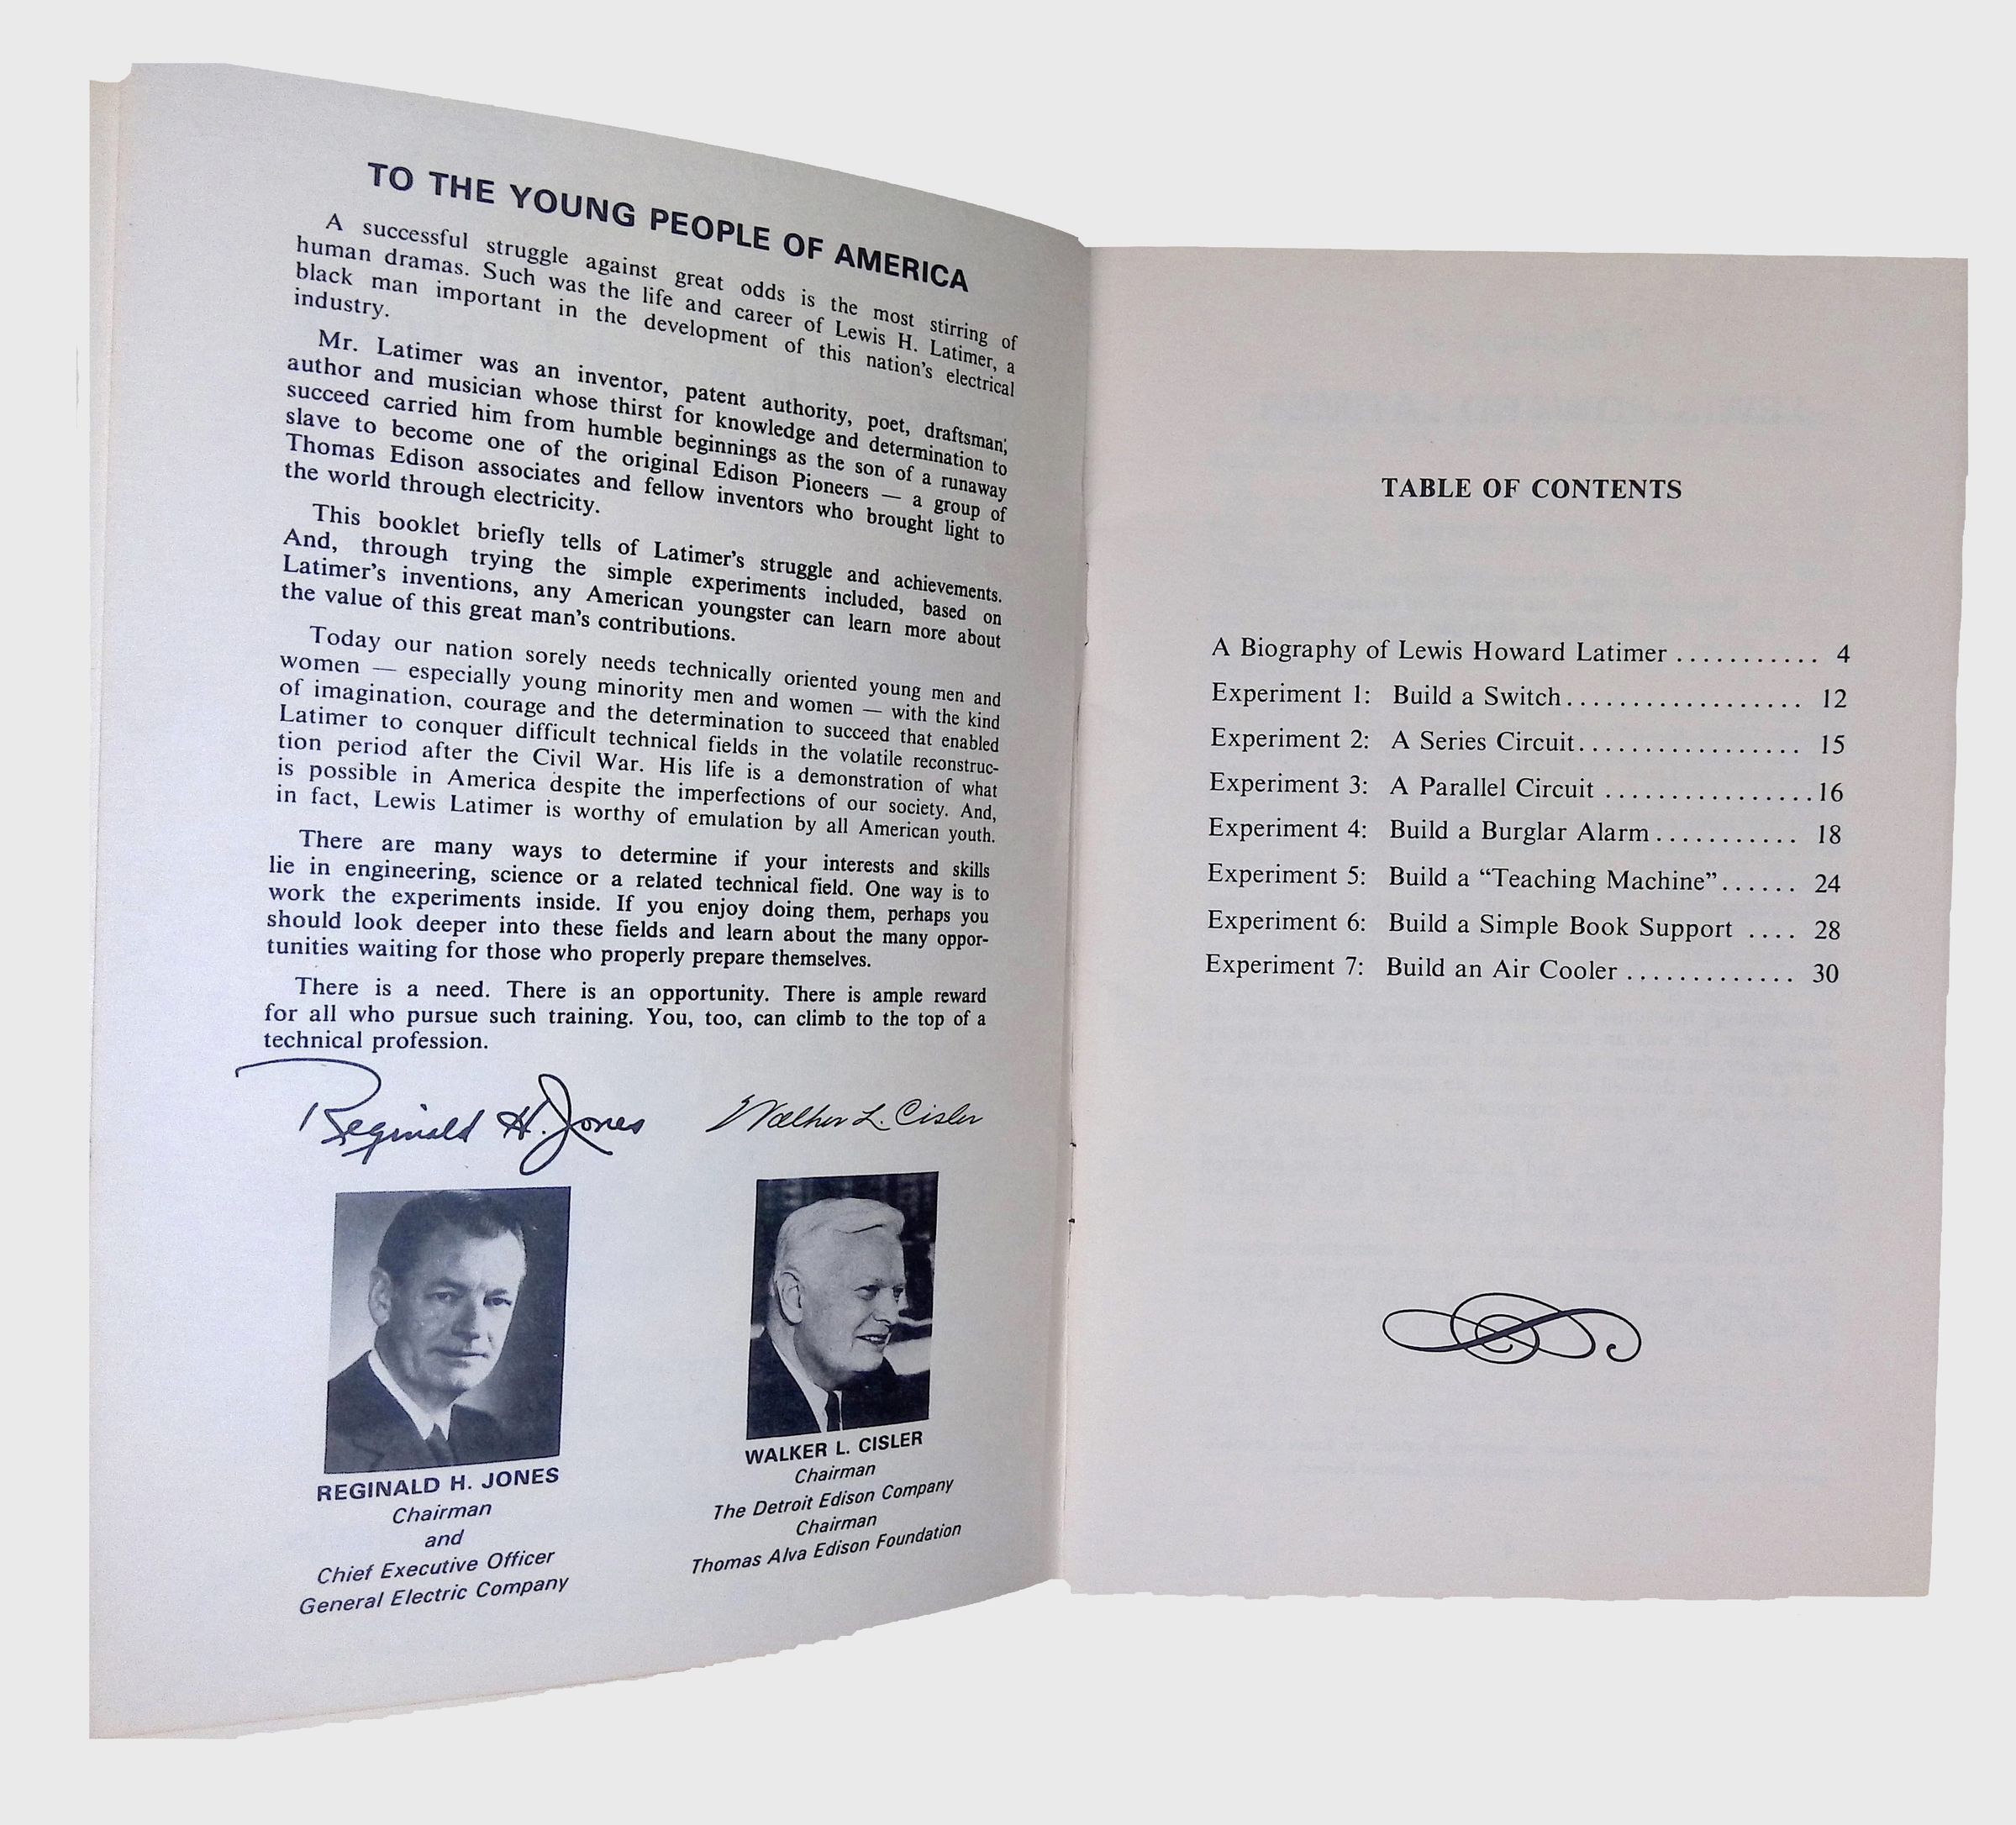 TO THE YOUNG PEOPLE OF AMERICA
A successful struggle against great odds is the most stirring of
human dramas. Such was the life and career of Lewis H. Latimer, a
black man important in the development of this nation's electrical
industry.
Mr. Latimer was an inventor, patent authority, poet, draftsman,
author and musician whose thirst for knowledge and determination to
succeed carried him from humble beginnings as the son of a runaway
slave to become one of the original Edison Pioneers — a group of
Thomas Edison associates and fellow inventors who brought light to
the world through electricity.
This booklet briefly tells of Latimer's struggle and achievements.
And, through trying the simple experiments included, based on
Latimer's inventions, any American youngster can learn more about
the value of this great man's contributions.
Today our nation sorely needs technically oriented young men and
women — especially young minority men and women — with the kind
of imagination, courage and the determination to succeed that enabled
Latimer to conquer difficult technical fields in the volatile reconstruc-
tion period after the Civil War. His life is a demonstration of what
is possible in America despite the imperfections of our society. And,
in fact, Lewis Latimer is worthy of emulation by all American youth.
There are many ways to determine if your interests and skills
lie in engineering, science or a related technical field. One way is to
work the experiments inside. If you enjoy doing them, perhaps you
should look deeper into these fields and learn about the many oppor-
tunities waiting for those who properly prepare themselves.
There is a need. There is an opportunity. There is ample reward
for all who pursue such training. You, too, can climb to the top of a
technical profession.
Reginald H. Jones
Walker L. Cisler
REGINALD H. JONES
Chairman
and
Chief Executive Officer
General Electric Company
WALKER L. CISLER
Chairman
The Detroit Edison Company
Chairman
Thomas Alva Edison Foundation
TABLE OF CONTENTS
A Biography of Lewis Howard Latimer ........... 4
Experiment 1: Build a Switch.................. 12
Experiment 2: A Series Circuit................. 15
Experiment 3: A Parallel Circuit ................16
Experiment 4: Build a Burglar Alarm........... 18
Experiment 5: Build a “Teaching Machine”...... 24
Experiment 6: Build a Simple Book Support .... 28
Experiment 7: Build an Air Cooler ............. 30